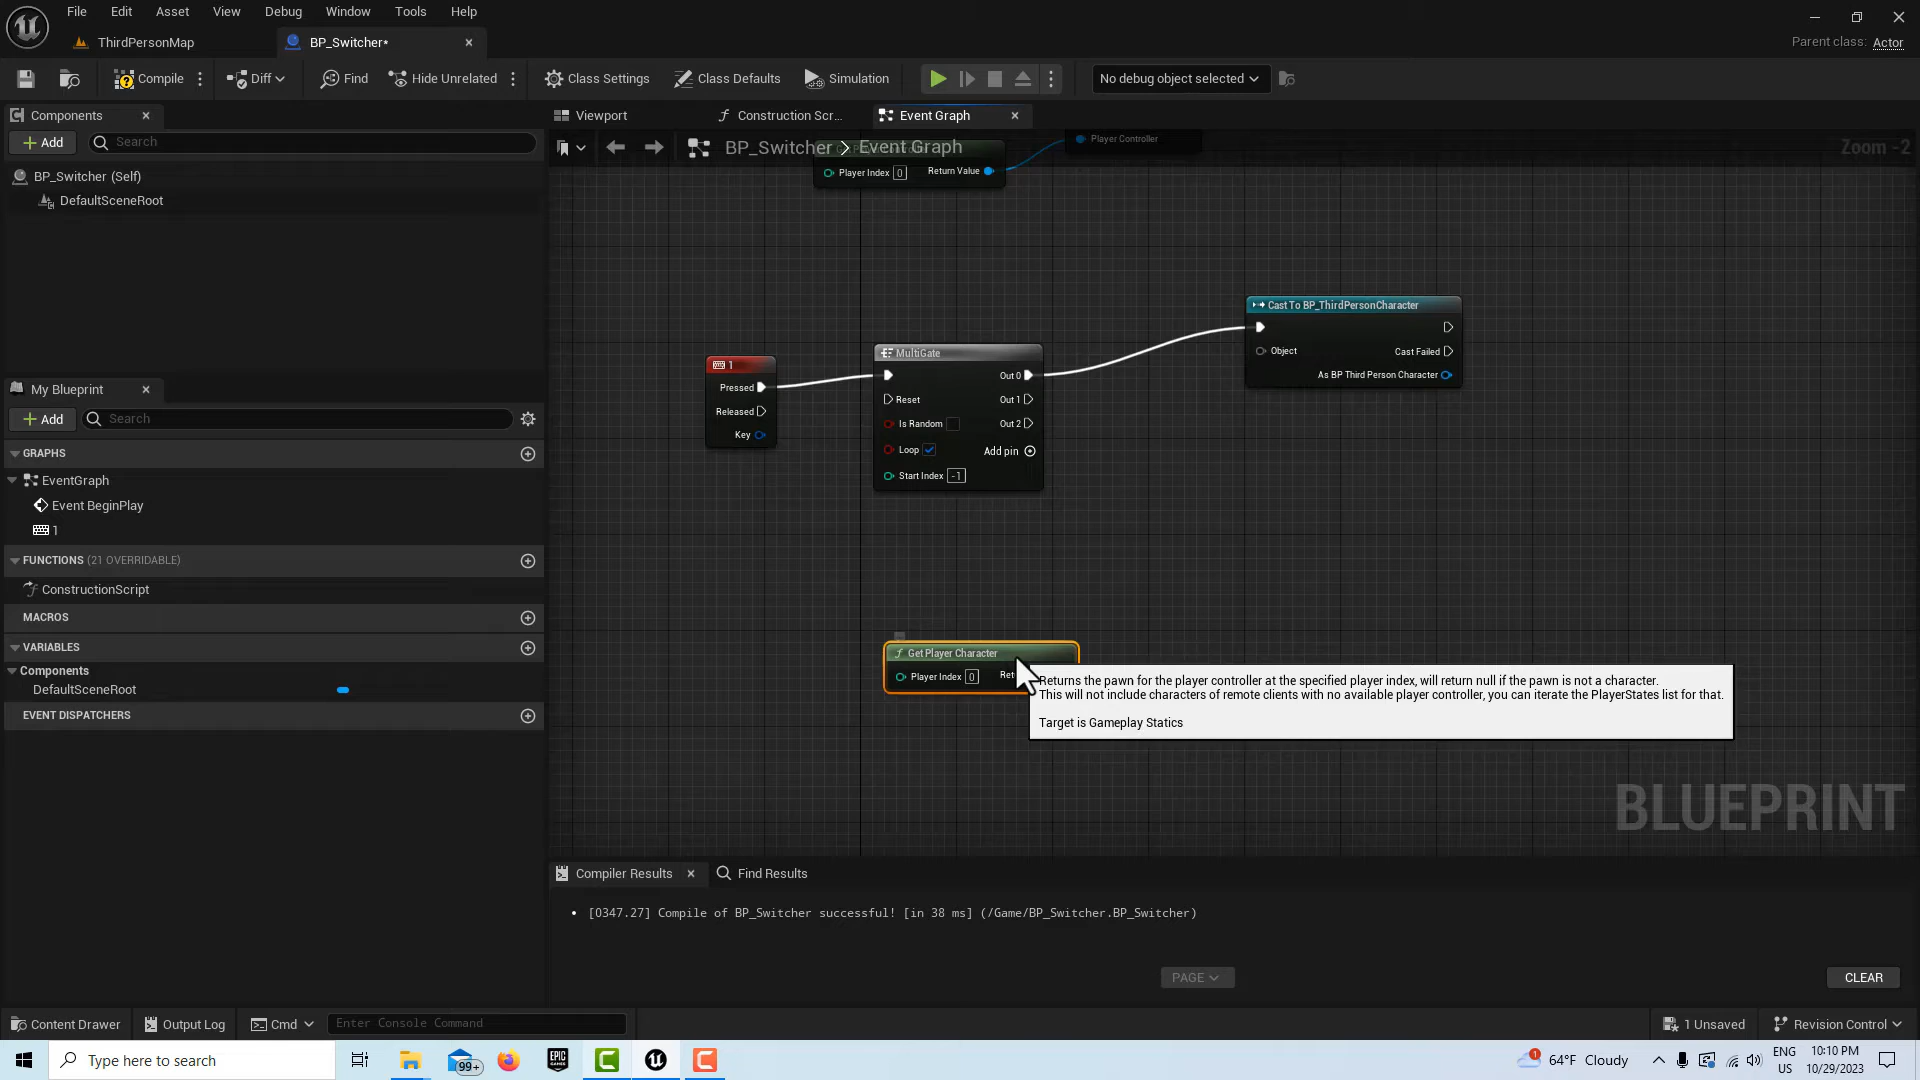 File Edit Asset View Debug Window Tools Help
ThirdPersonMap
BP_Switcher*
Parent class: Actor
Compile
Diff
Find
Hide Unrelated
Class Settings
Class Defaults
Simulation
No debug object selected
Components
Viewport
Construction Scr...
Event Graph
Add
Search
BP_Switcher > Event Graph
Zoom -2
Player Controller
Player Index 0
Return Value
BP_Switcher (Self)
DefaultSceneRoot
Cast To BP_ThirdPersonCharacter
Object
Cast Failed
As BP Third Person Character
1
Pressed
Released
Key
MultiGate
Out 0
Reset
Out 1
Is Random
Out 2
Loop
Add pin
Start Index -1
My Blueprint
Add
Search
GRAPHS
EventGraph
Event BeginPlay
1
FUNCTIONS (21 OVERRIDABLE)
ConstructionScript
MACROS
VARIABLES
Components
DefaultSceneRoot
EVENT DISPATCHERS
Get Player Character
Player Index 0
Returns the pawn for the player controller at the specified player index, will return null if the pawn is not a character.
This will not include characters of remote clients with no available player controller, you can iterate the PlayerStates list for that.
Target is Gameplay Statics
BLUEPRINT
Compiler Results
Find Results
• [0347.27] Compile of BP_Switcher successful! [in 38 ms] (/Game/BP_Switcher.BP_Switcher)
PAGE
CLEAR
Content Drawer
Output Log
Cmd
Enter Console Command
1 Unsaved
Revision Control
Type here to search
99+
EPIC GAMES
1
64°F Cloudy
ENG
US
10:10 PM
10/29/2023